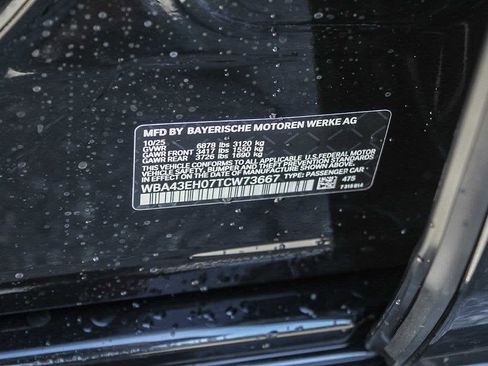 MFD BY BAYERISCHE MOTOREN WERKE AG
10/25
GVWR 6878 lbs 3120 kg
GAWR FRONT 3417 lbs 1550 kg
GAWR REAR 3726 lbs 1690 kg
THIS VEHICLE CONFORMS TO ALL APPLICABLE U.S. FEDERAL MOTOR
VEHICLE SAFETY, BUMPER, AND THEFT PREVENTION STANDARDS
IN EFFECT ON THE DATE OF MANUFACTURE SHOWN ABOVE.
WBA43EH07TCW73667 TYPE: PASSENGER CAR
475